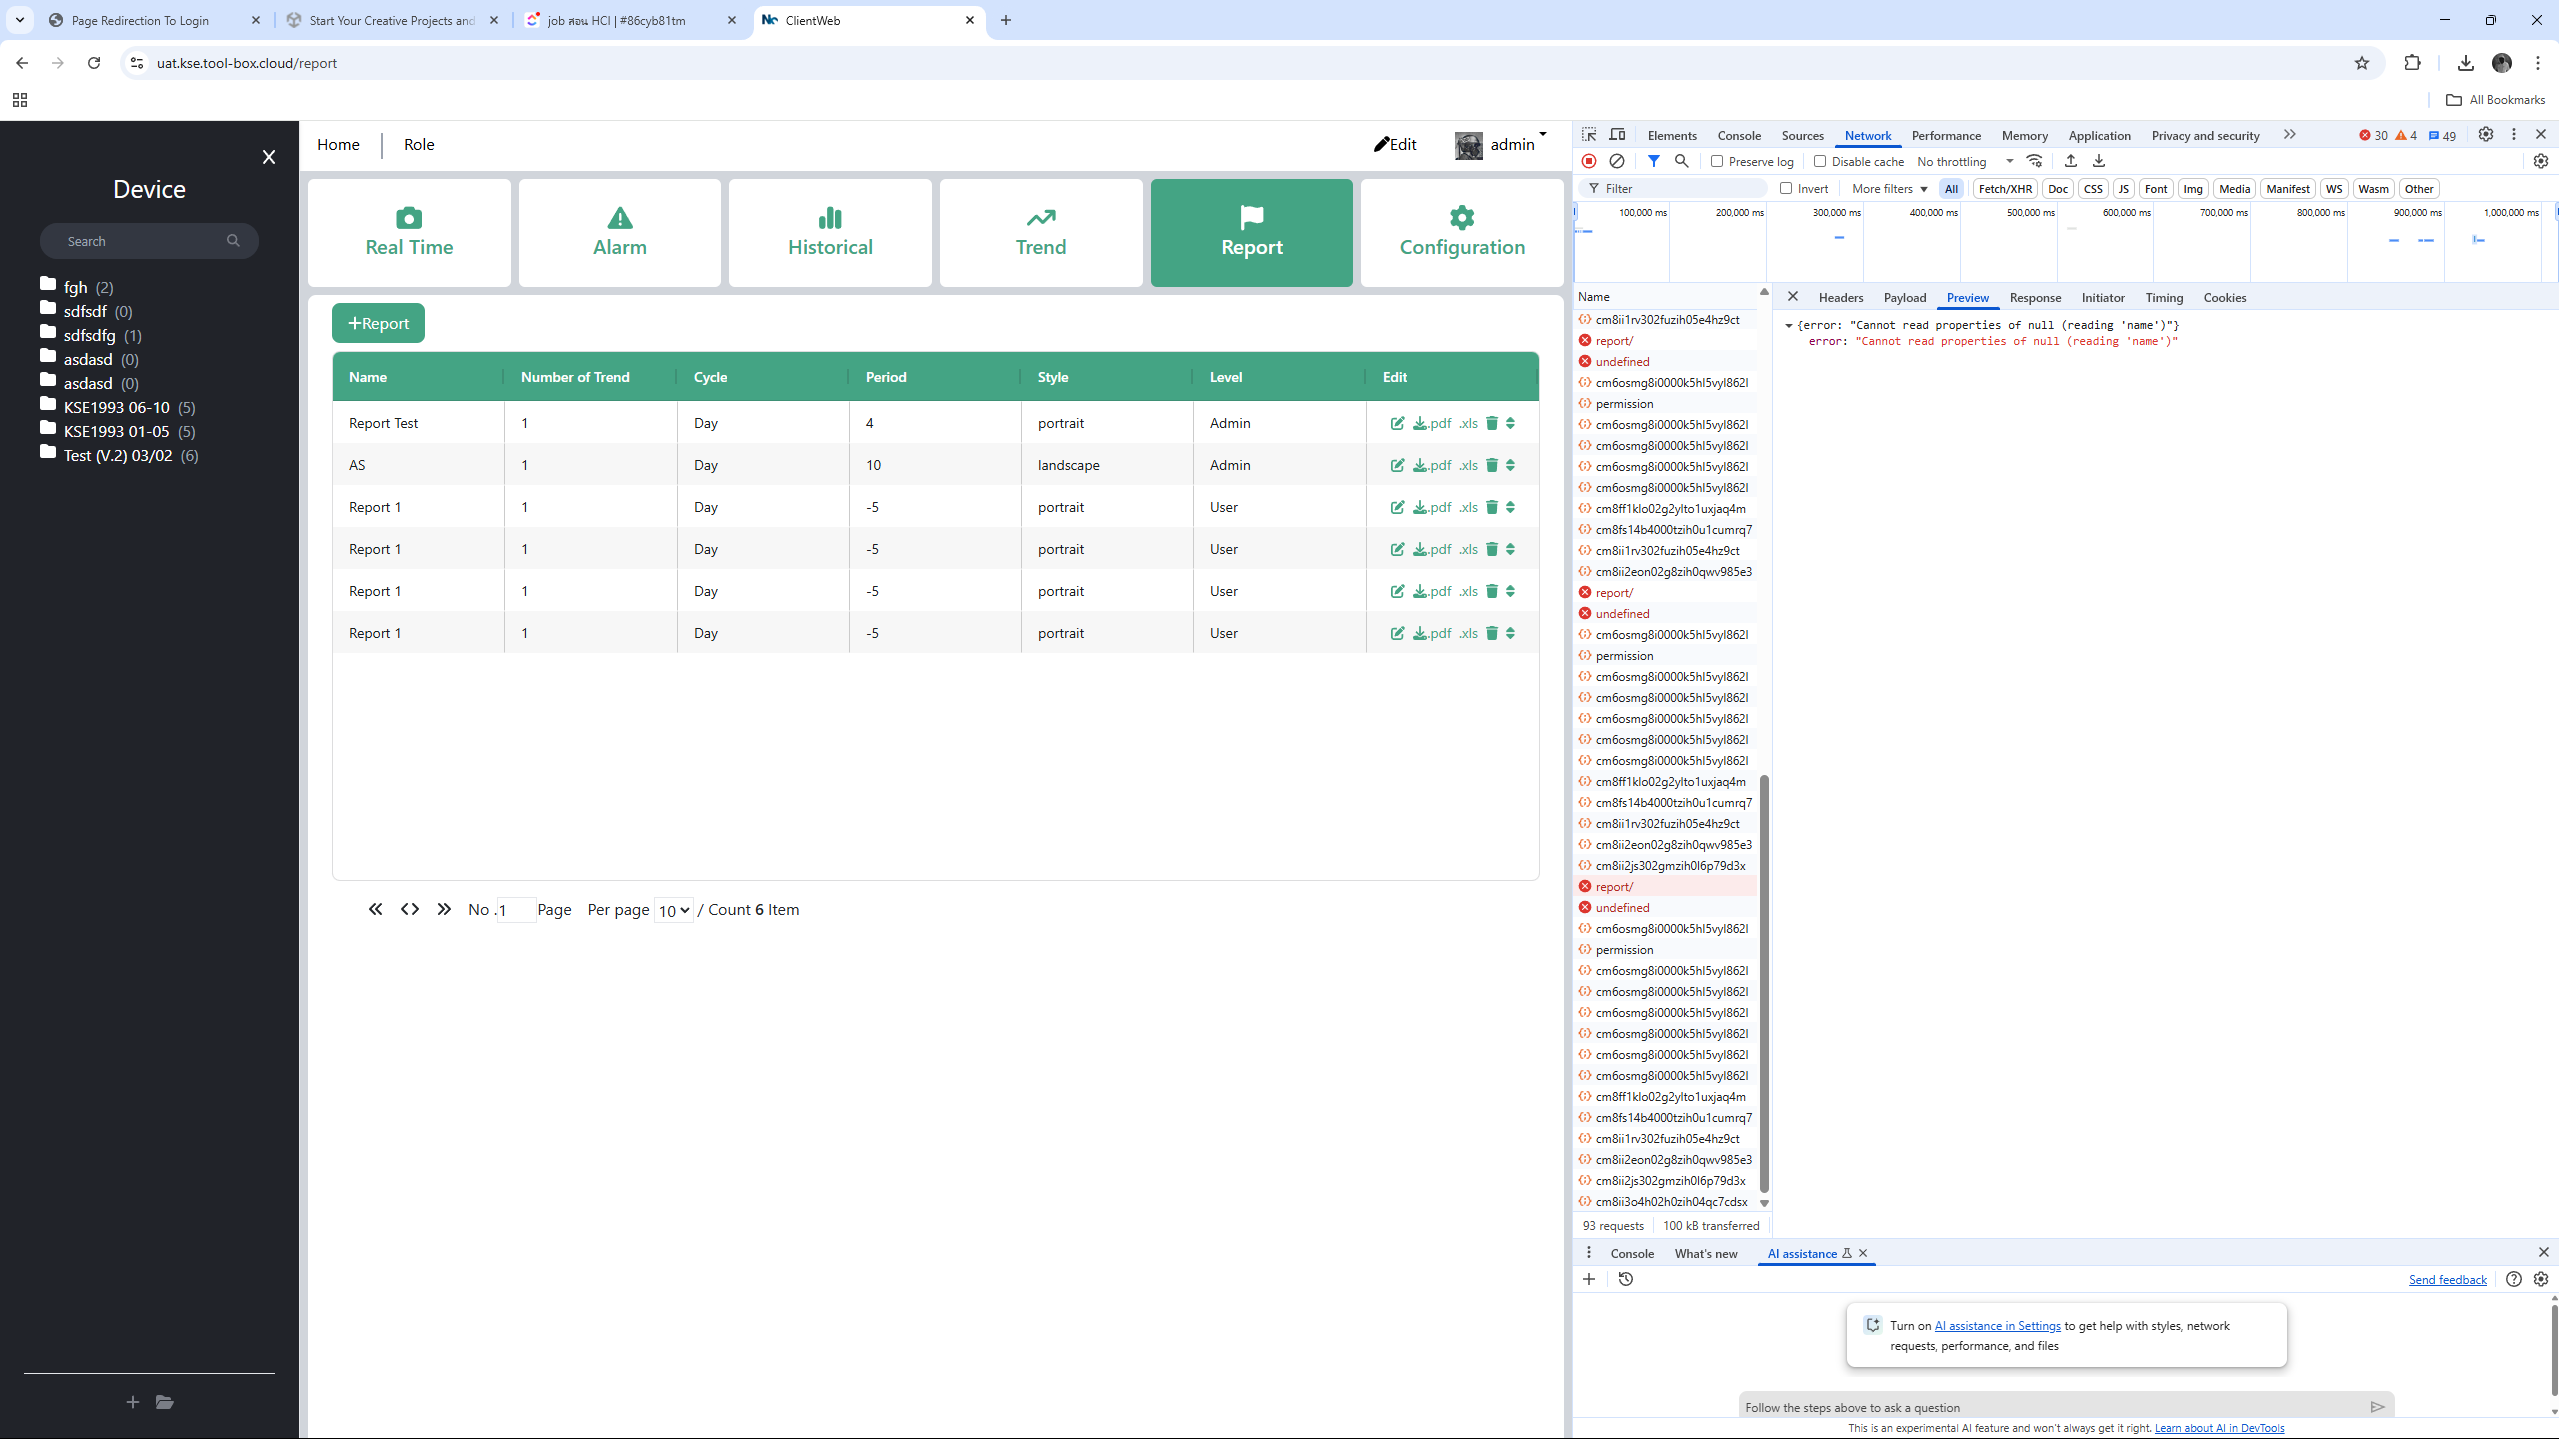 Page Redirection To Login
Start Your Creative Projects and
job สอน HCI | #86cyb81tm
ClientWeb
uat.kse.tool-box.cloud/report
All Bookmarks
Device
Search
fgh (2)
sdfsdf (0)
sdfsdfg (1)
asdasd (0)
asdasd (0)
KSE1993 06-10 (5)
KSE1993 01-05 (5)
Test (V.2) 03/02 (6)
Home
Role
Edit
admin
Real Time
Alarm
Historical
Trend
Report
Configuration
+Report
Name Number of Trend Cycle Period Style Level Edit
Report Test 1 Day 4 portrait Admin .pdf .xls
AS 1 Day 10 landscape Admin .pdf .xls
Report 1 1 Day -5 portrait User .pdf .xls
Report 1 1 Day -5 portrait User .pdf .xls
Report 1 1 Day -5 portrait User .pdf .xls
Report 1 1 Day -5 portrait User .pdf .xls
No .1 Page Per page 10 / Count 6 Item
Elements Console Sources Network Performance Memory Application Privacy and security 30 4 49
Preserve log Disable cache No throttling
Filter Invert More filters All Fetch/XHR Doc CSS JS Font Img Media Manifest WS Wasm Other
100,000 ms 200,000 ms 300,000 ms 400,000 ms 500,000 ms 600,000 ms 700,000 ms 800,000 ms 900,000 ms 1,000,000 ms
Name
cm8ii1rv302fuzih05e4hz9ct
report/
undefined
cm6osmg8i0000k5hl5vyl862l
permission
cm6osmg8i0000k5hl5vyl862l
cm6osmg8i0000k5hl5vyl862l
cm6osmg8i0000k5hl5vyl862l
cm6osmg8i0000k5hl5vyl862l
cm8ff1klo02g2ylto1uxjaq4m
cm8fs14b4000tzih0u1cumrq7
cm8ii1rv302fuzih05e4hz9ct
cm8ii2eon02g8zih0qwv985e3
report/
undefined
cm6osmg8i0000k5hl5vyl862l
permission
cm6osmg8i0000k5hl5vyl862l
cm6osmg8i0000k5hl5vyl862l
cm6osmg8i0000k5hl5vyl862l
cm6osmg8i0000k5hl5vyl862l
cm6osmg8i0000k5hl5vyl862l
cm8ff1klo02g2ylto1uxjaq4m
cm8fs14b4000tzih0u1cumrq7
cm8ii1rv302fuzih05e4hz9ct
cm8ii2eon02g8zih0qwv985e3
cm8ii2js302gmzih0l6p79d3x
report/
undefined
cm6osmg8i0000k5hl5vyl862l
permission
cm6osmg8i0000k5hl5vyl862l
cm6osmg8i0000k5hl5vyl862l
cm6osmg8i0000k5hl5vyl862l
cm6osmg8i0000k5hl5vyl862l
cm6osmg8i0000k5hl5vyl862l
cm6osmg8i0000k5hl5vyl862l
cm8ff1klo02g2ylto1uxjaq4m
cm8fs14b4000tzih0u1cumrq7
cm8ii1rv302fuzih05e4hz9ct
cm8ii2eon02g8zih0qwv985e3
cm8ii2js302gmzih0l6p79d3x
cm8ii3o4h02h0zih04qc7cdsx
93 requests 100 kB transferred
Headers Payload Preview Response Initiator Timing Cookies
{error: "Cannot read properties of null (reading 'name')"}
error: "Cannot read properties of null (reading 'name')"
Console What's new AI assistance
Send feedback
Turn on AI assistance in Settings to get help with styles, network
requests, performance, and files
Follow the steps above to ask a question
This is an experimental AI feature and won't always get it right. Learn about AI in DevTools